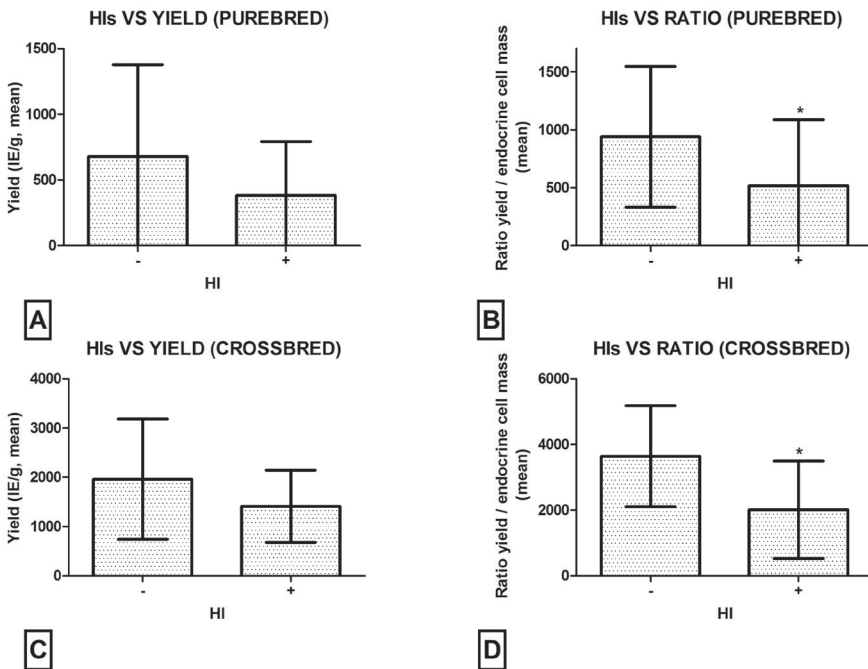 HIs VS YIELD (PUREBRED)
Yield (IE/g, mean)
1500
1000
500
0
-
+
HI
A
HIs VS RATIO (PUREBRED)
Ratio yield / endocrine cell mass
(mean)
1500
1000
500
0
*
-
+
HI
B
HIs VS YIELD (CROSSBRED)
Yield (IE/g, mean)
4000
3000
2000
1000
0
-
+
HI
C
HIs VS RATIO (CROSSBRED)
Ratio yield / endocrine cell mass
(mean)
6000
4000
2000
0
*
-
+
HI
D